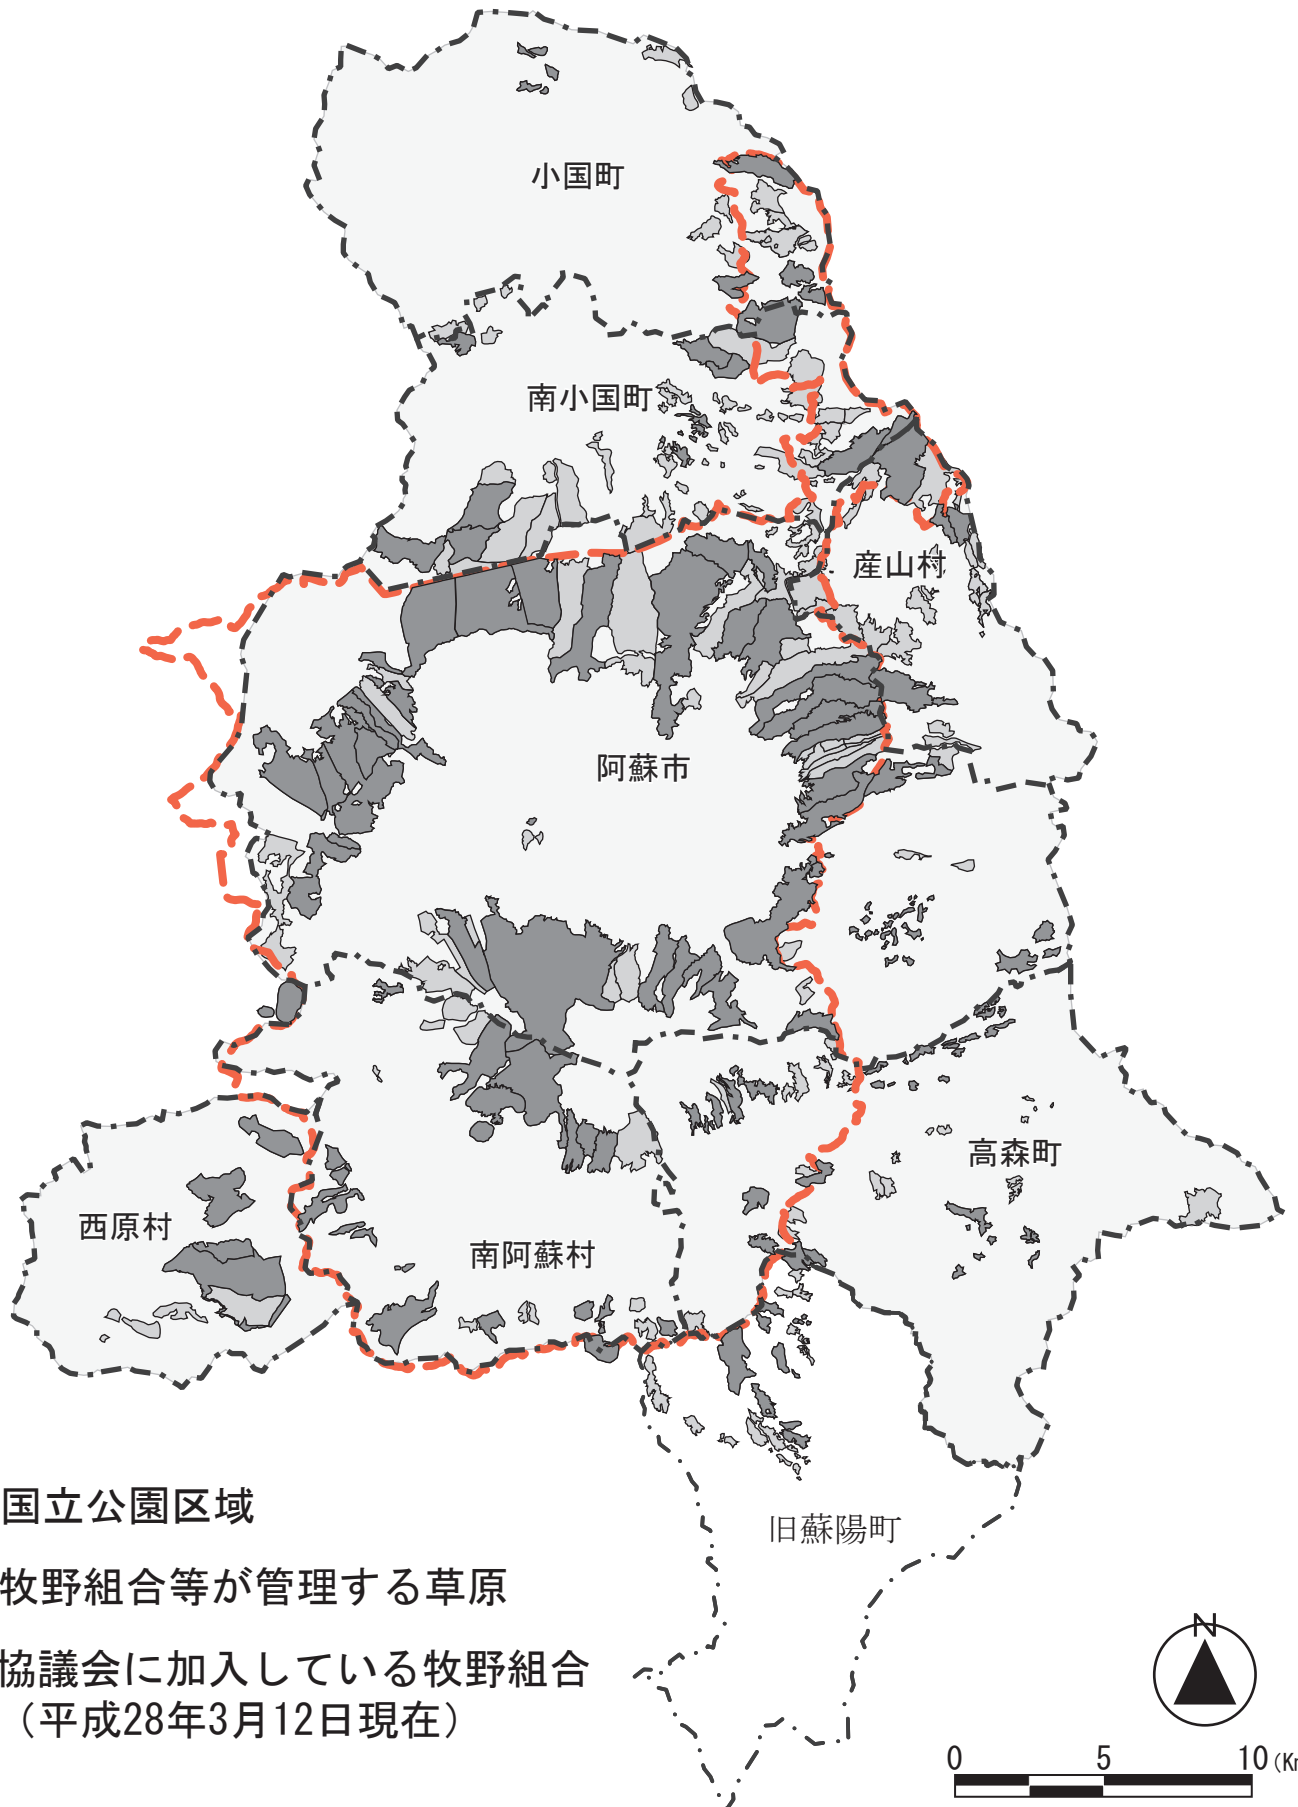 小国町
南小国町
産山村
阿蘇市
高森町
西原村
南阿蘇村
国立公園区域
旧蘇陽町
牧野組合等が管理する草原
協議会に加入している牧野組合
（平成28年3月12日現在）
N
0 5 10（Km